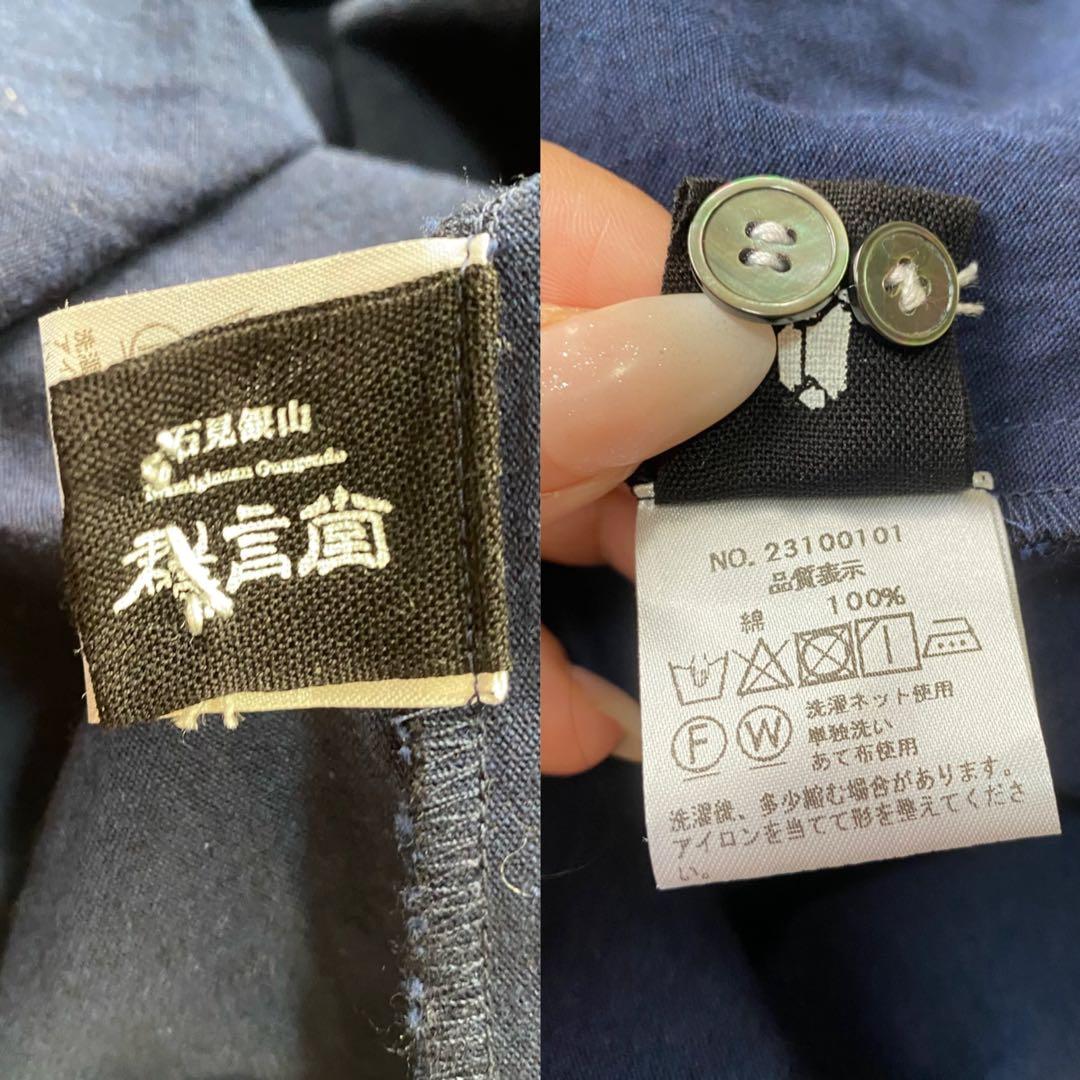 石見銀山
Iwamiginzan Gungendo
群言堂
洗濯
NO. 23100101
品質表示
綿 100%
F W
洗濯ネット使用
単独洗い
あて布使用
洗濯後、多少縮む場合があります。
アイロンを当てて形を整えてくださ
い。